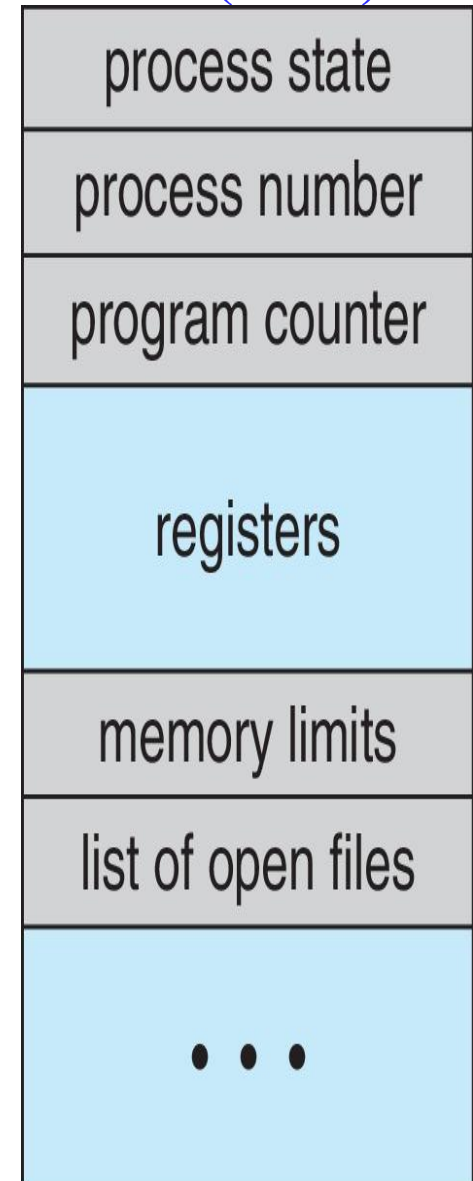 process state
process number
program counter
registers
memory limits
list of open files
• • •